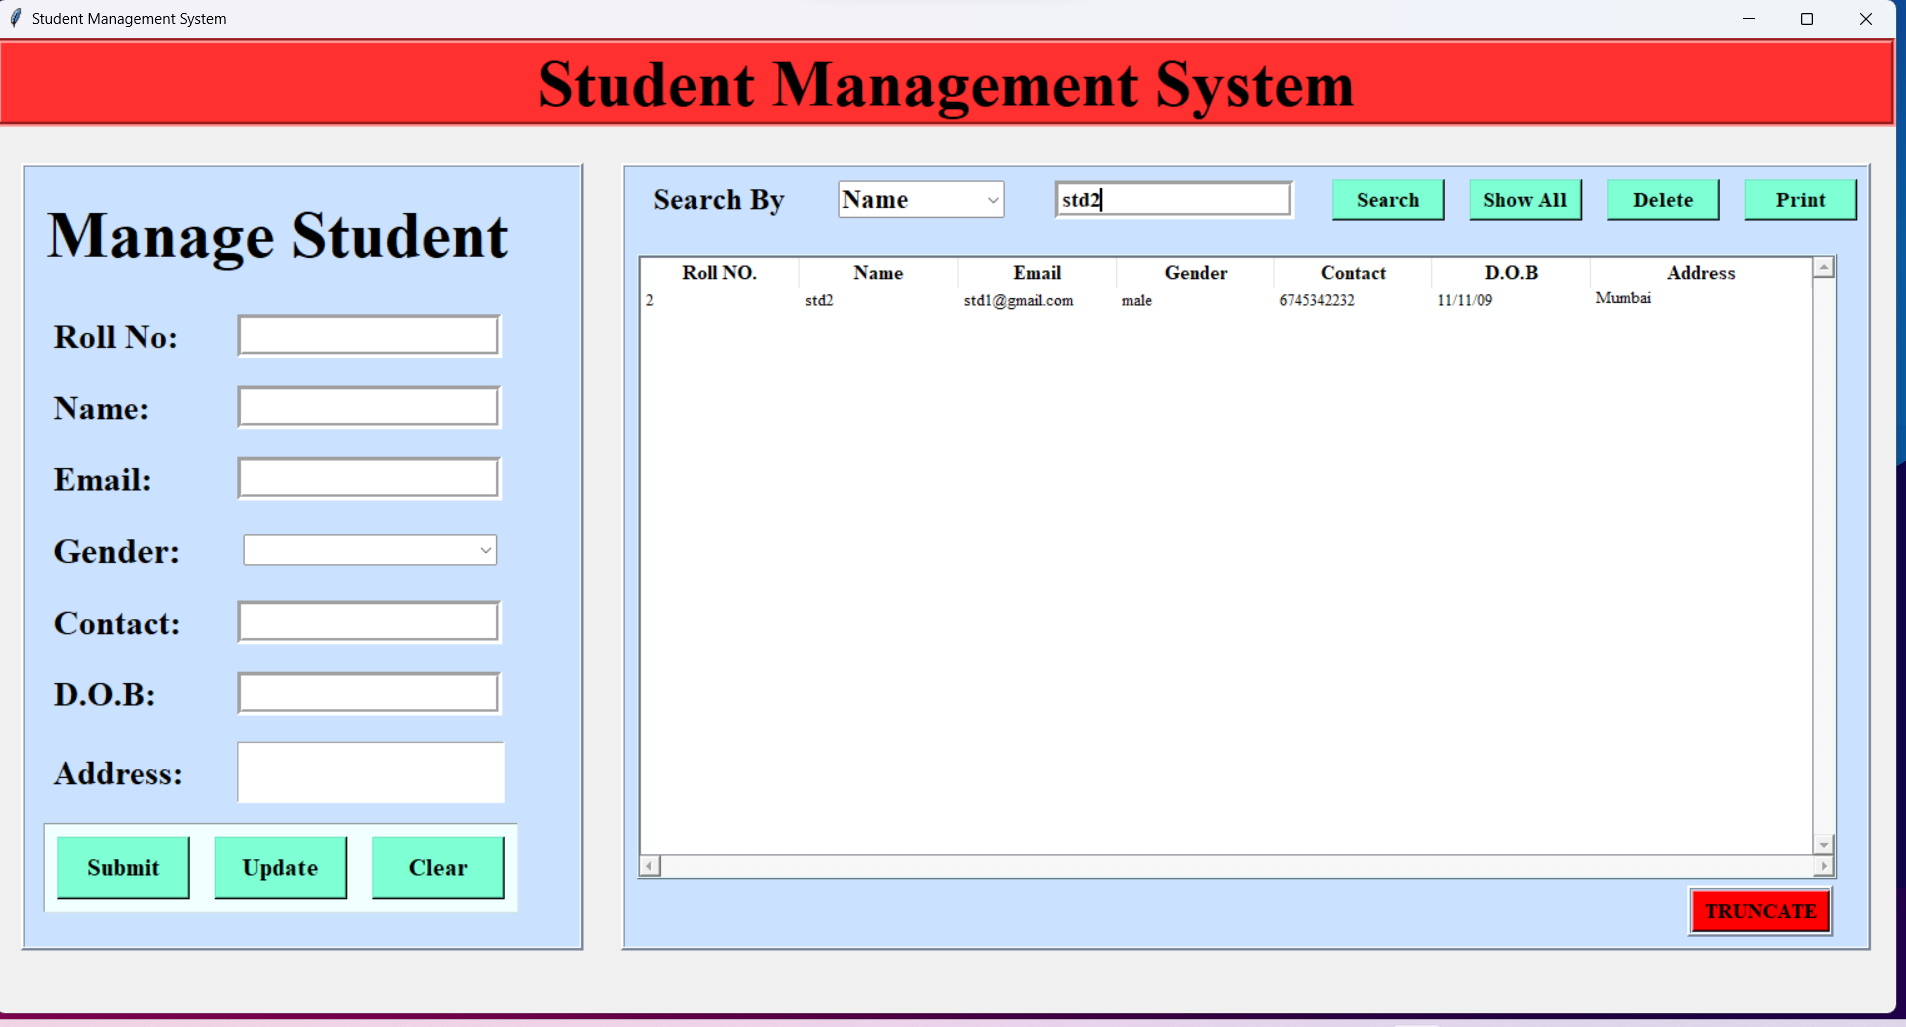 Student Management System
Student Management System
Manage Student
Roll No:
Name:
Email:
Gender:
Contact:
D.O.B:
Address:
Submit Update Clear
Search By Name std2 Search Show All Delete Print
Roll NO. Name Email Gender Contact D.O.B Address
2 std2 std1@gmail.com male 6745342232 11/11/09 Mumbai
TRUNCATE